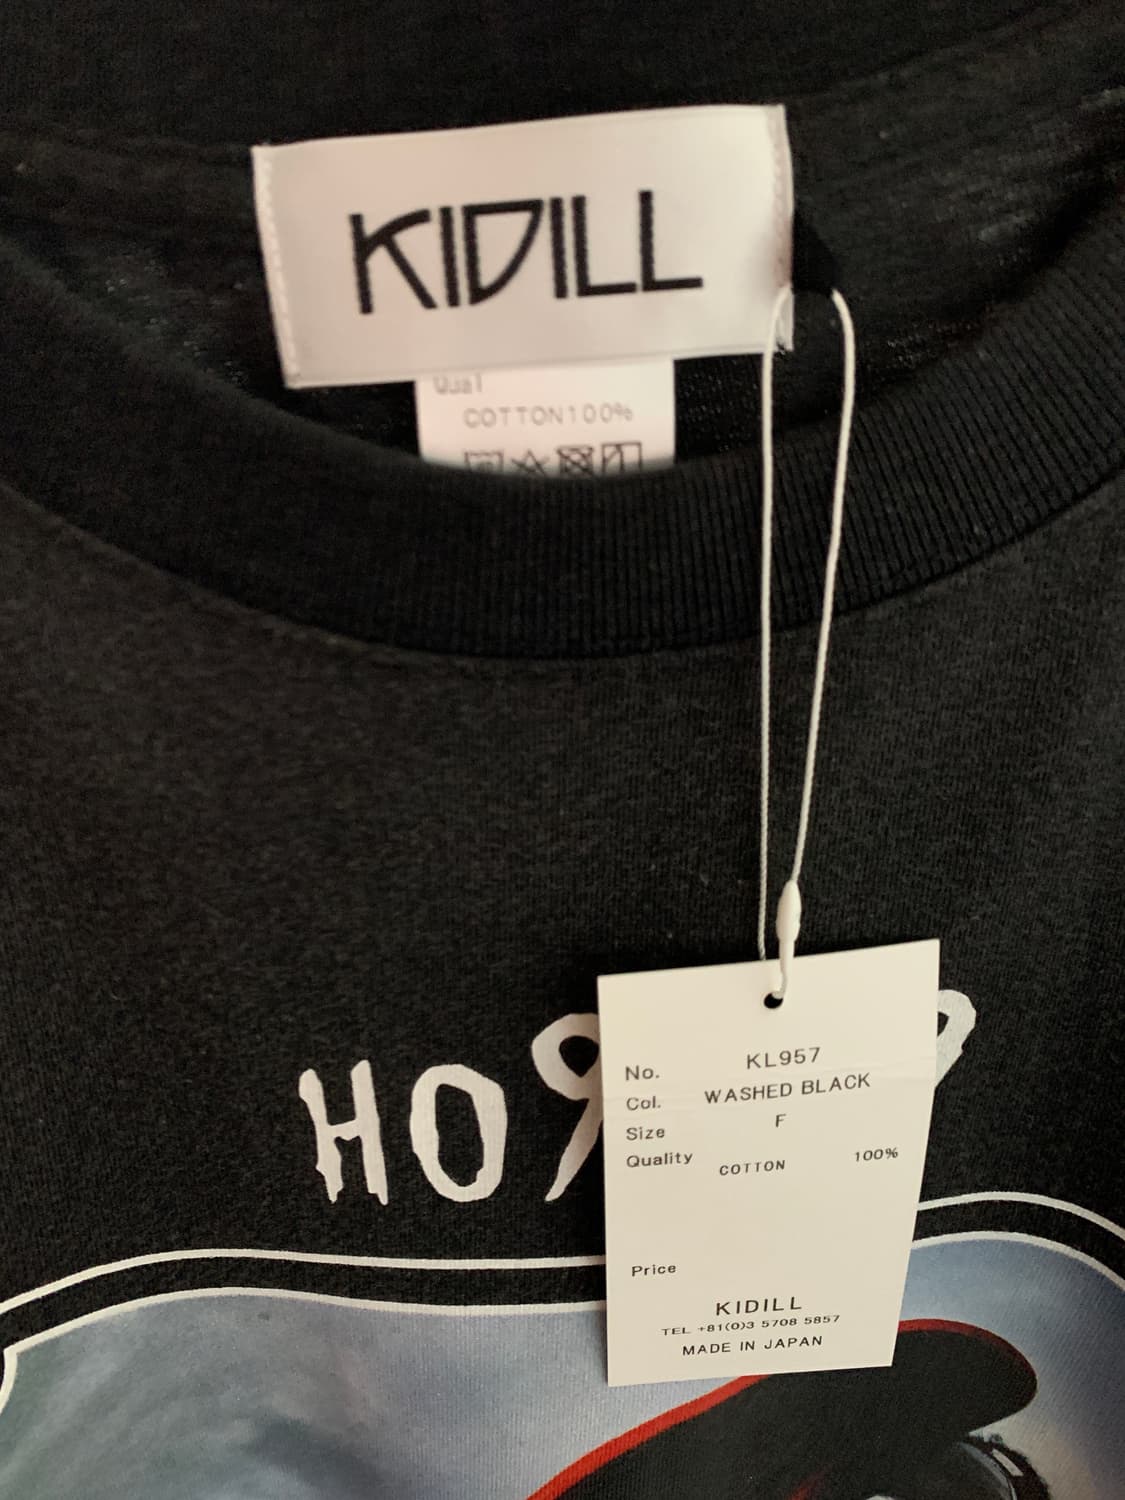 KIDILL
Qual
COTTON100%
HO
No. KL957
Col. WASHED BLACK
Size F
Quality COTTON 100%
Price
KIDILL
TEL +81(0)3 5708 5857
MADE IN JAPAN